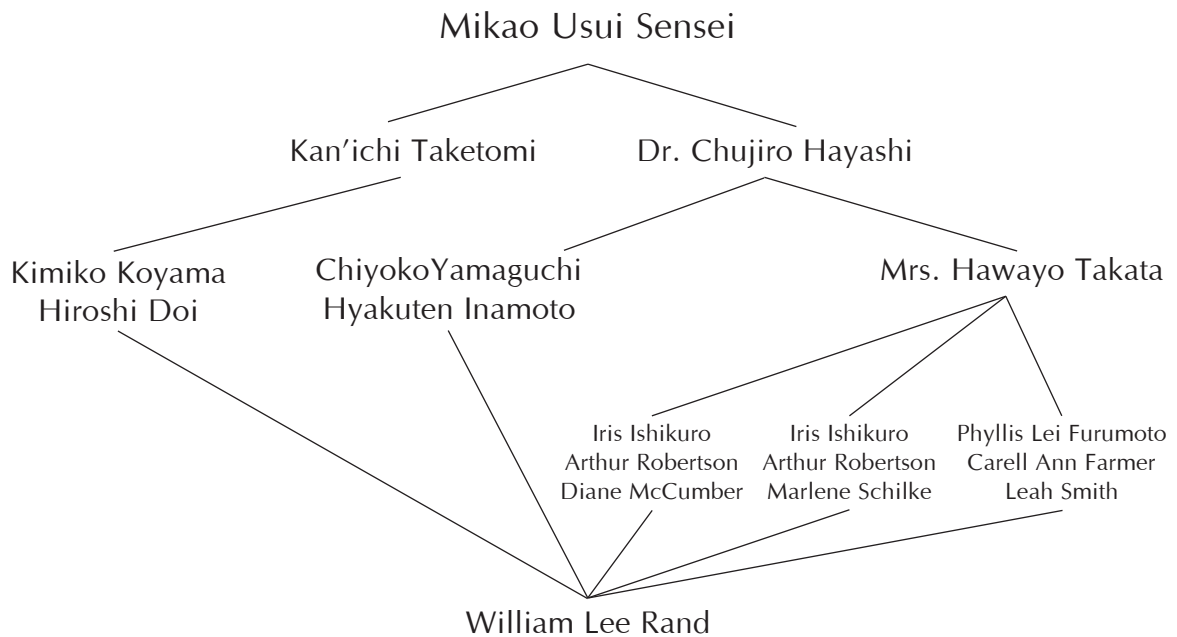 Mikao Usui Sensei
Kan'ichi Taketomi
Dr. Chujiro Hayashi
Kimiko Koyama
Hiroshi Doi
ChiyokoYamaguchi
Hyakuten Inamoto
Mrs. Hawayo Takata
Iris Ishikuro
Arthur Robertson
Diane McCumber
Iris Ishikuro
Arthur Robertson
Marlene Schilke
Phyllis Lei Furumoto
Carell Ann Farmer
Leah Smith
William Lee Rand